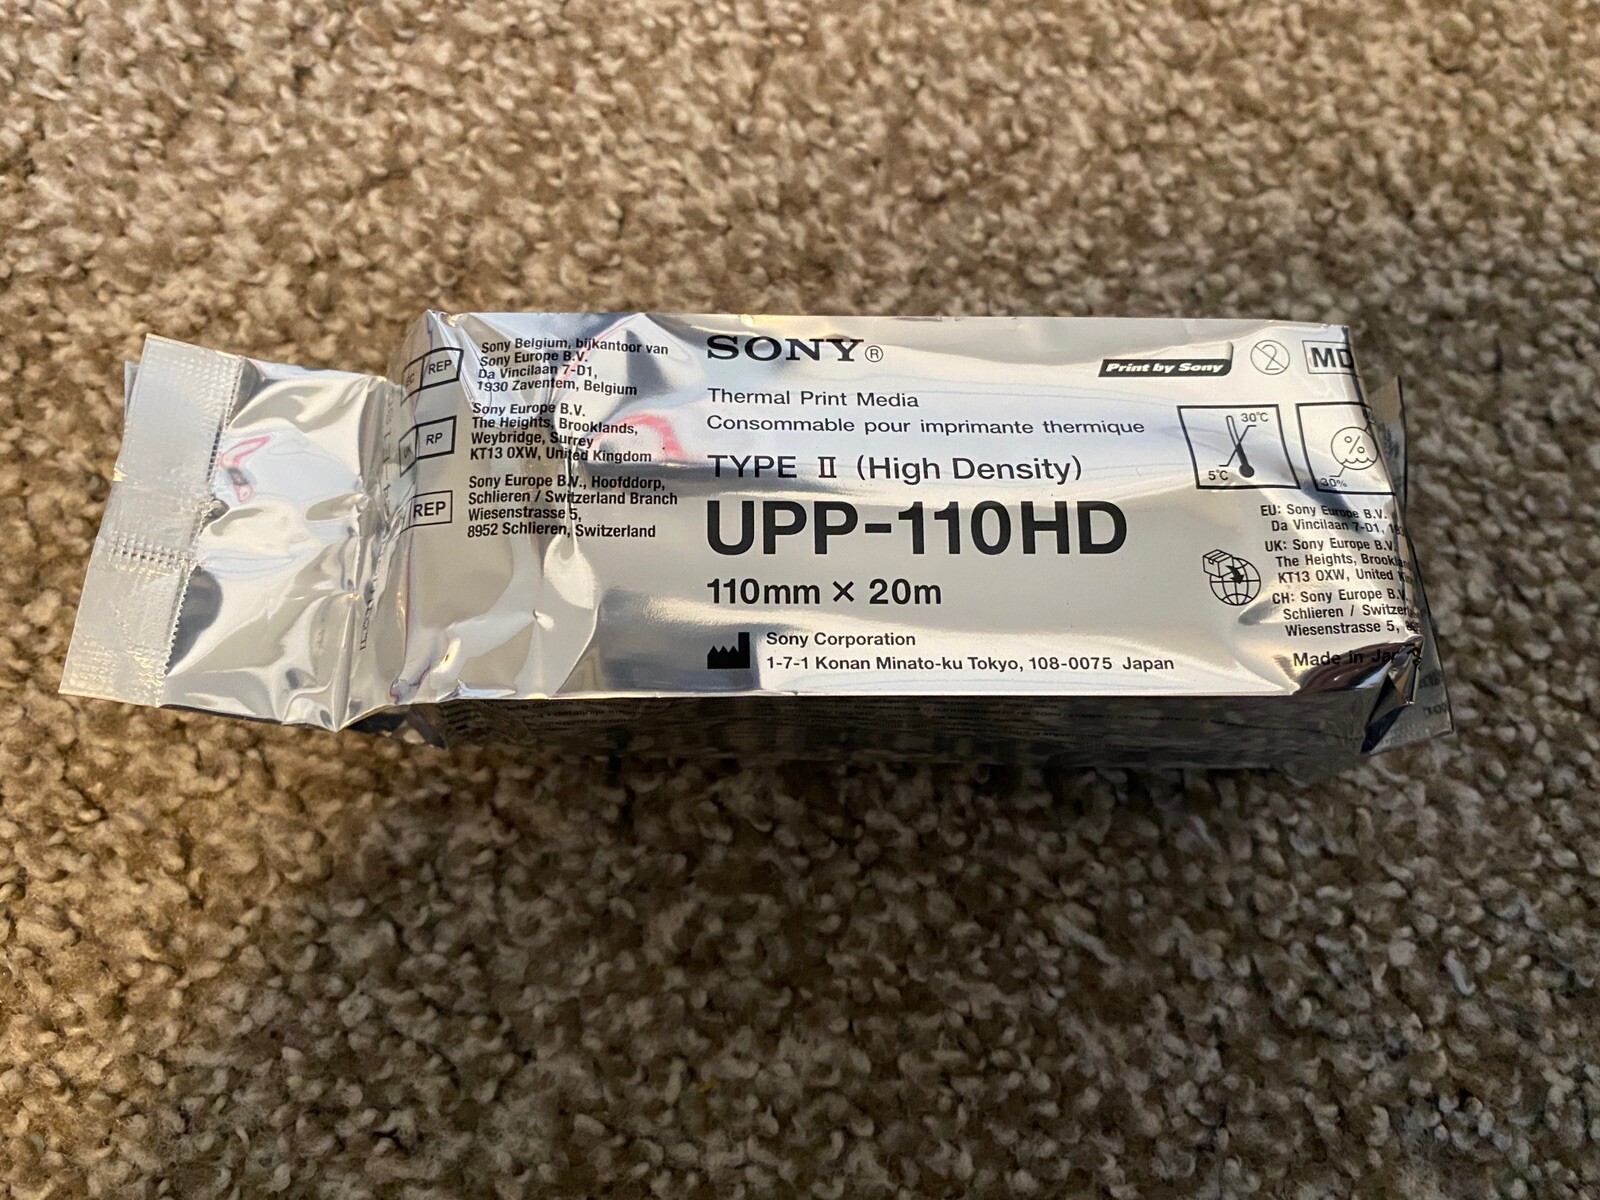 EC REP
Sony Belgium, bijkantoor van
Sony Europe B.V.
Da Vincilaan 7-D1,
1930 Zaventem, Belgium
RP
Sony Europe B.V.
The Heights, Brooklands,
Weybridge, Surrey
KT13 0XW, United Kingdom
REP
Sony Europe B.V., Hoofddorp,
Schlieren / Switzerland Branch
Wiesenstrasse 5,
8952 Schlieren, Switzerland
SONY®
Thermal Print Media
Consommable pour imprimante thermique
TYPE II (High Density)
UPP-110HD
110mm × 20m
Sony Corporation
1-7-1 Konan Minato-ku Tokyo, 108-0075 Japan
Print by Sony
2
MD
30℃
5℃
%
30%
EU: Sony Europe B.V.
Da Vincilaan 7-D1,
UK: Sony Europe B.V.
The Heights,
KT13 0XW, United
CH: Sony Europe B.V.
Schlieren /
Wiesenstrasse 5,
Made in